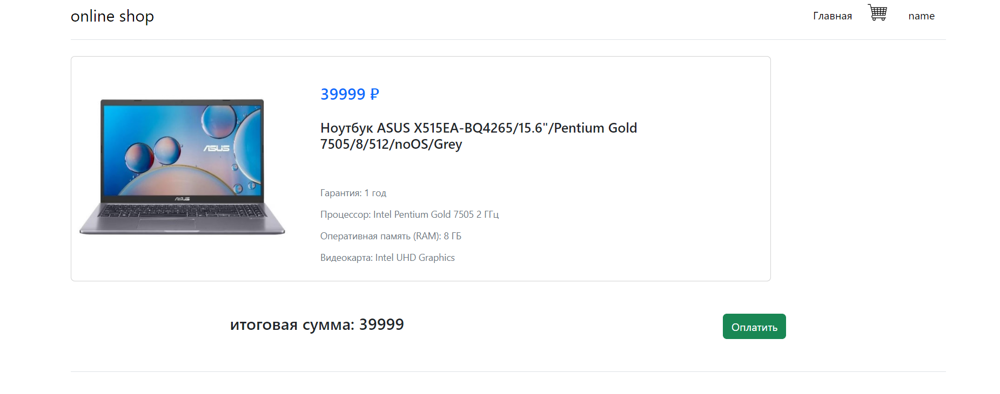 online shop
Главная
name
39999 ₽
Ноутбук ASUS X515EA-BQ4265/15.6"/Pentium Gold
7505/8/512/noOS/Grey
ASUS
ASUS
Гарантия: 1 год
Процессор: Intel Pentium Gold 7505 2 ГГц
Оперативная память (RAM): 8 ГБ
Видеокарта: Intel UHD Graphics
итоговая сумма: 39999
Оплатить